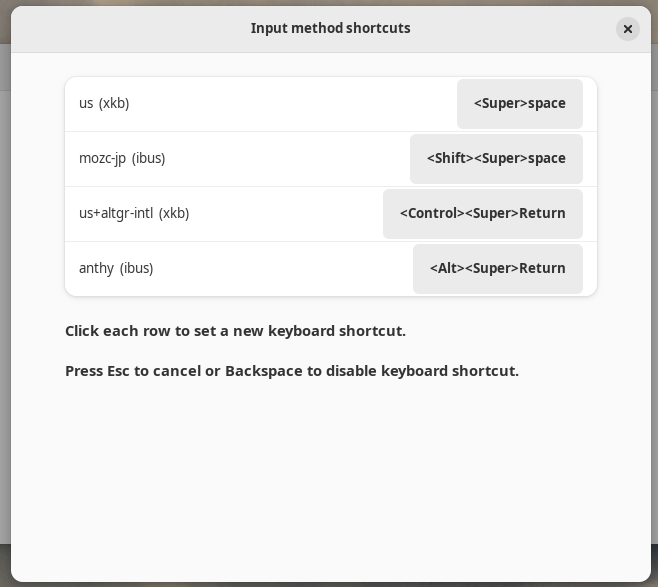 Input method shortcuts
us (xkb) <Super>space
mozc-jp (ibus) <Shift><Super>space
us+altgr-intl (xkb) <Control><Super>Return
anthy (ibus) <Alt><Super>Return
Click each row to set a new keyboard shortcut.
Press Esc to cancel or Backspace to disable keyboard shortcut.